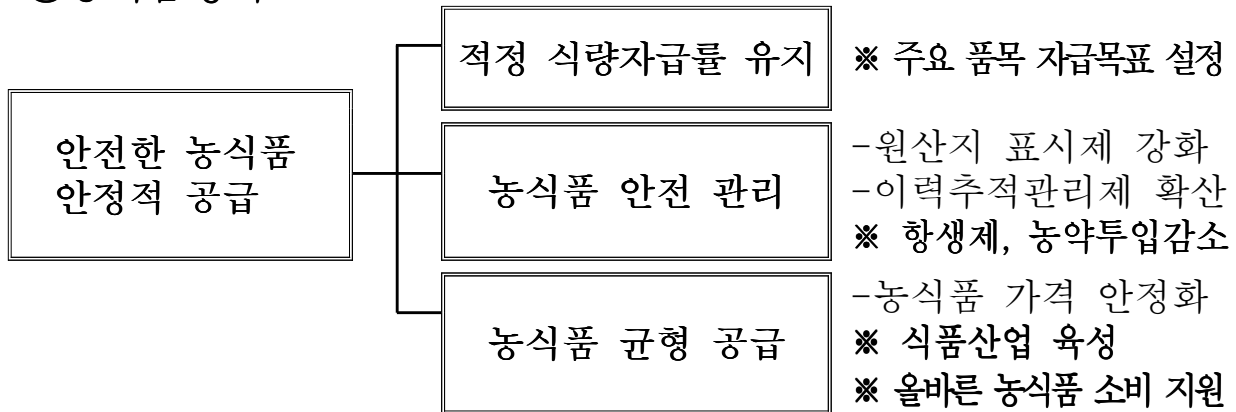 적정 식량자급률 유지
※ 주요 품목 자급목표 설정
안전한 농식품
안정적 공급
농식품 안전 관리
-원산지 표시제 강화
-이력추적관리제 확산
※ 항생제, 농약투입감소
농식품 균형 공급
-농식품 가격 안정화
※ 식품산업 육성
※ 올바른 농식품 소비 지원